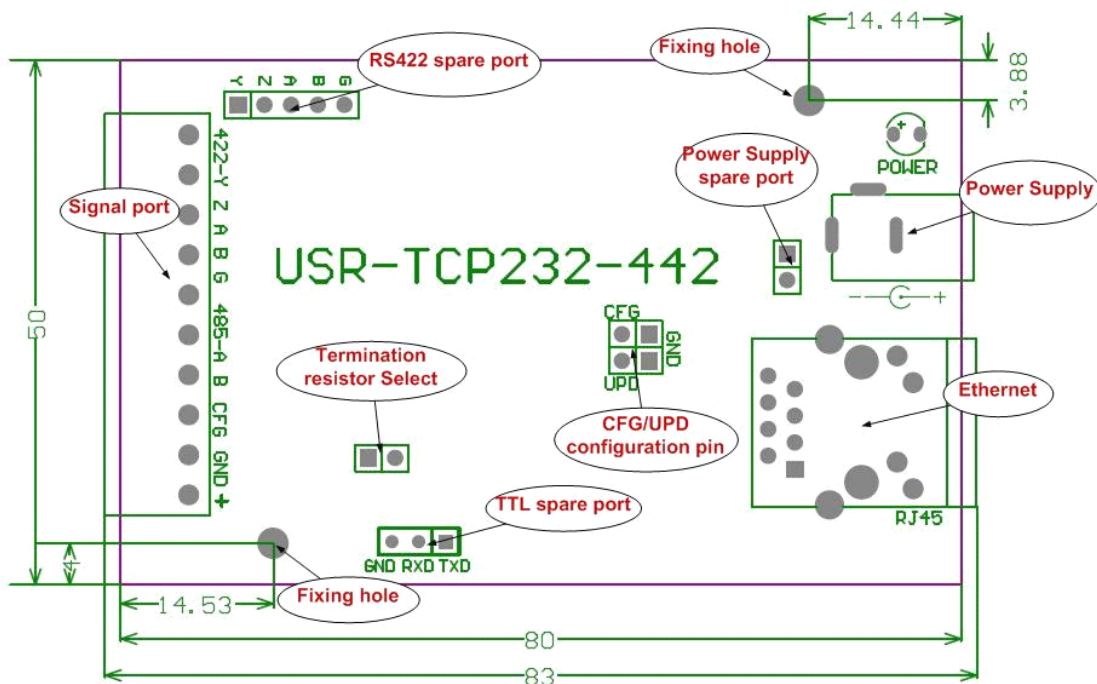 14.44
Fixing hole
3.88
RS422 spare port
Y Z A B G
POWER
Power Supply
spare port
Power Supply
Signal port
422-Y Z A B G 485-A B CFG GND +
USR-TCP232-442
- +
50
CFG
GND
UPD
Termination
resistor Select
Ethernet
CFG/UPD
configuration pin
TTL spare port
RJ45
GND RXD TXD
4
Fixing hole
14.53
80
83